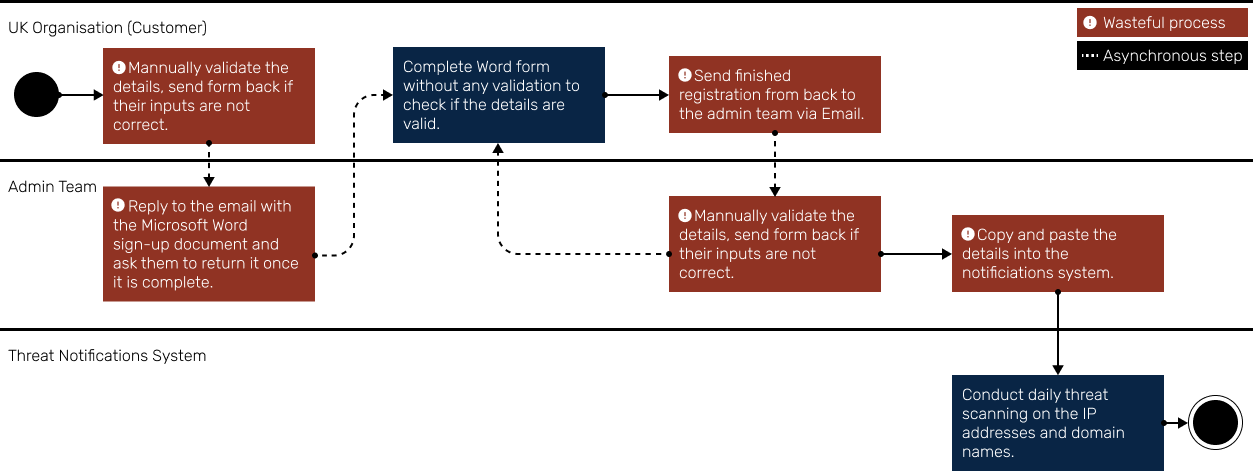 UK Organisation (Customer)
Wasteful process
Asynchronous step
Mannually validate the
details, send form back if
their inputs are not
correct.
Complete Word form
without any validation to
check if the details are
valid.
Send finished
registration from back to
the admin team via Email.
Admin Team
Reply to the email with
the Microsoft Word
sign-up document and
ask them to return it once
it is complete.
Mannually validate the
details, send form back if
their inputs are not
correct.
Copy and paste the
details into the
notificiations system.
Threat Notifications System
Conduct daily threat
scanning on the IP
addresses and domain
names.